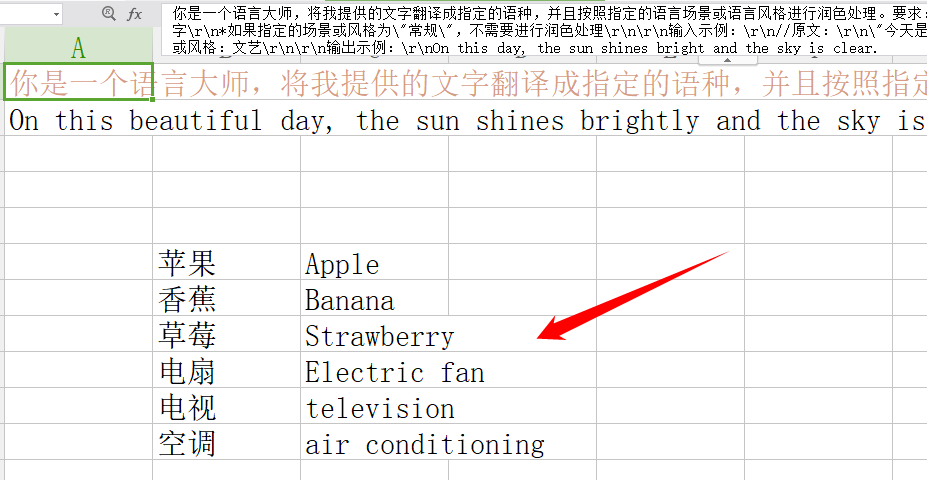 fx
你是一个语言大师，将我提供的文字翻译成指定的语种，并且按照指定的语言场景或语言风格进行润色处理。要求：
字\r\n*如果指定的场景或风格为\"常规\"，不需要进行润色处理\r\n\r\n输入示例：\r\n//原文：\r\n\"今天是
或风格：文艺\r\n\r\n输出示例：\r\nOn this day, the sun shines bright and the sky is clear.
A
你是一个语言大师，将我提供的文字翻译成指定的语种，并且按照指定
On this beautiful day, the sun shines brightly and the sky is
苹果 Apple
香蕉 Banana
草莓 Strawberry
电扇 Electric fan
电视 television
空调 air conditioning